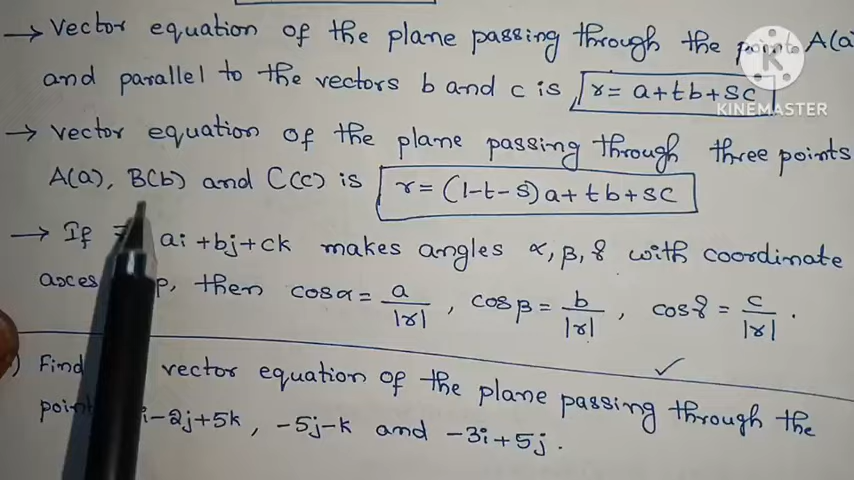 → Vector equation of the plane passing through the point A(a)
and parallel to the vectors b and c is r = a+tb+sc
KINEMASTER
→ Vector equation of the plane passing through three points
A(a), B(b) and C(c) is r = (1-t-s)a+tb+sc
→ If ai+bj+ck makes angles α, β, γ with coordinate
axes then cosα = a/|r| , cosβ = b/|r| , cosγ = c/|r| .
) Find vector equation of the plane passing through the
point i-2j+5k, -5j-k and -3i+5j.